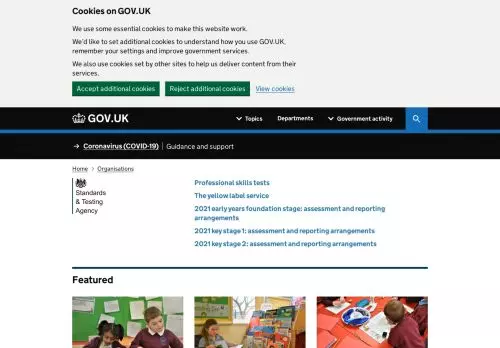 Cookies on GOV.UK
We use some essential cookies to make this website work.
We'd like to set additional cookies to understand how you use GOV.UK,
remember your settings and improve government services.
We also use cookies set by other sites to help us deliver content from their
services.
Accept additional cookies Reject additional cookies View cookies
GOV.UK Topics Departments Government activity
→ Coronavirus (COVID-19) Guidance and support
Home Organisations
Standards
& Testing
Agency
Professional skills tests
The yellow label service
2021 early years foundation stage: assessment and reporting
arrangements
2021 key stage 1: assessment and reporting arrangements
2021 key stage 2: assessment and reporting arrangements
Featured